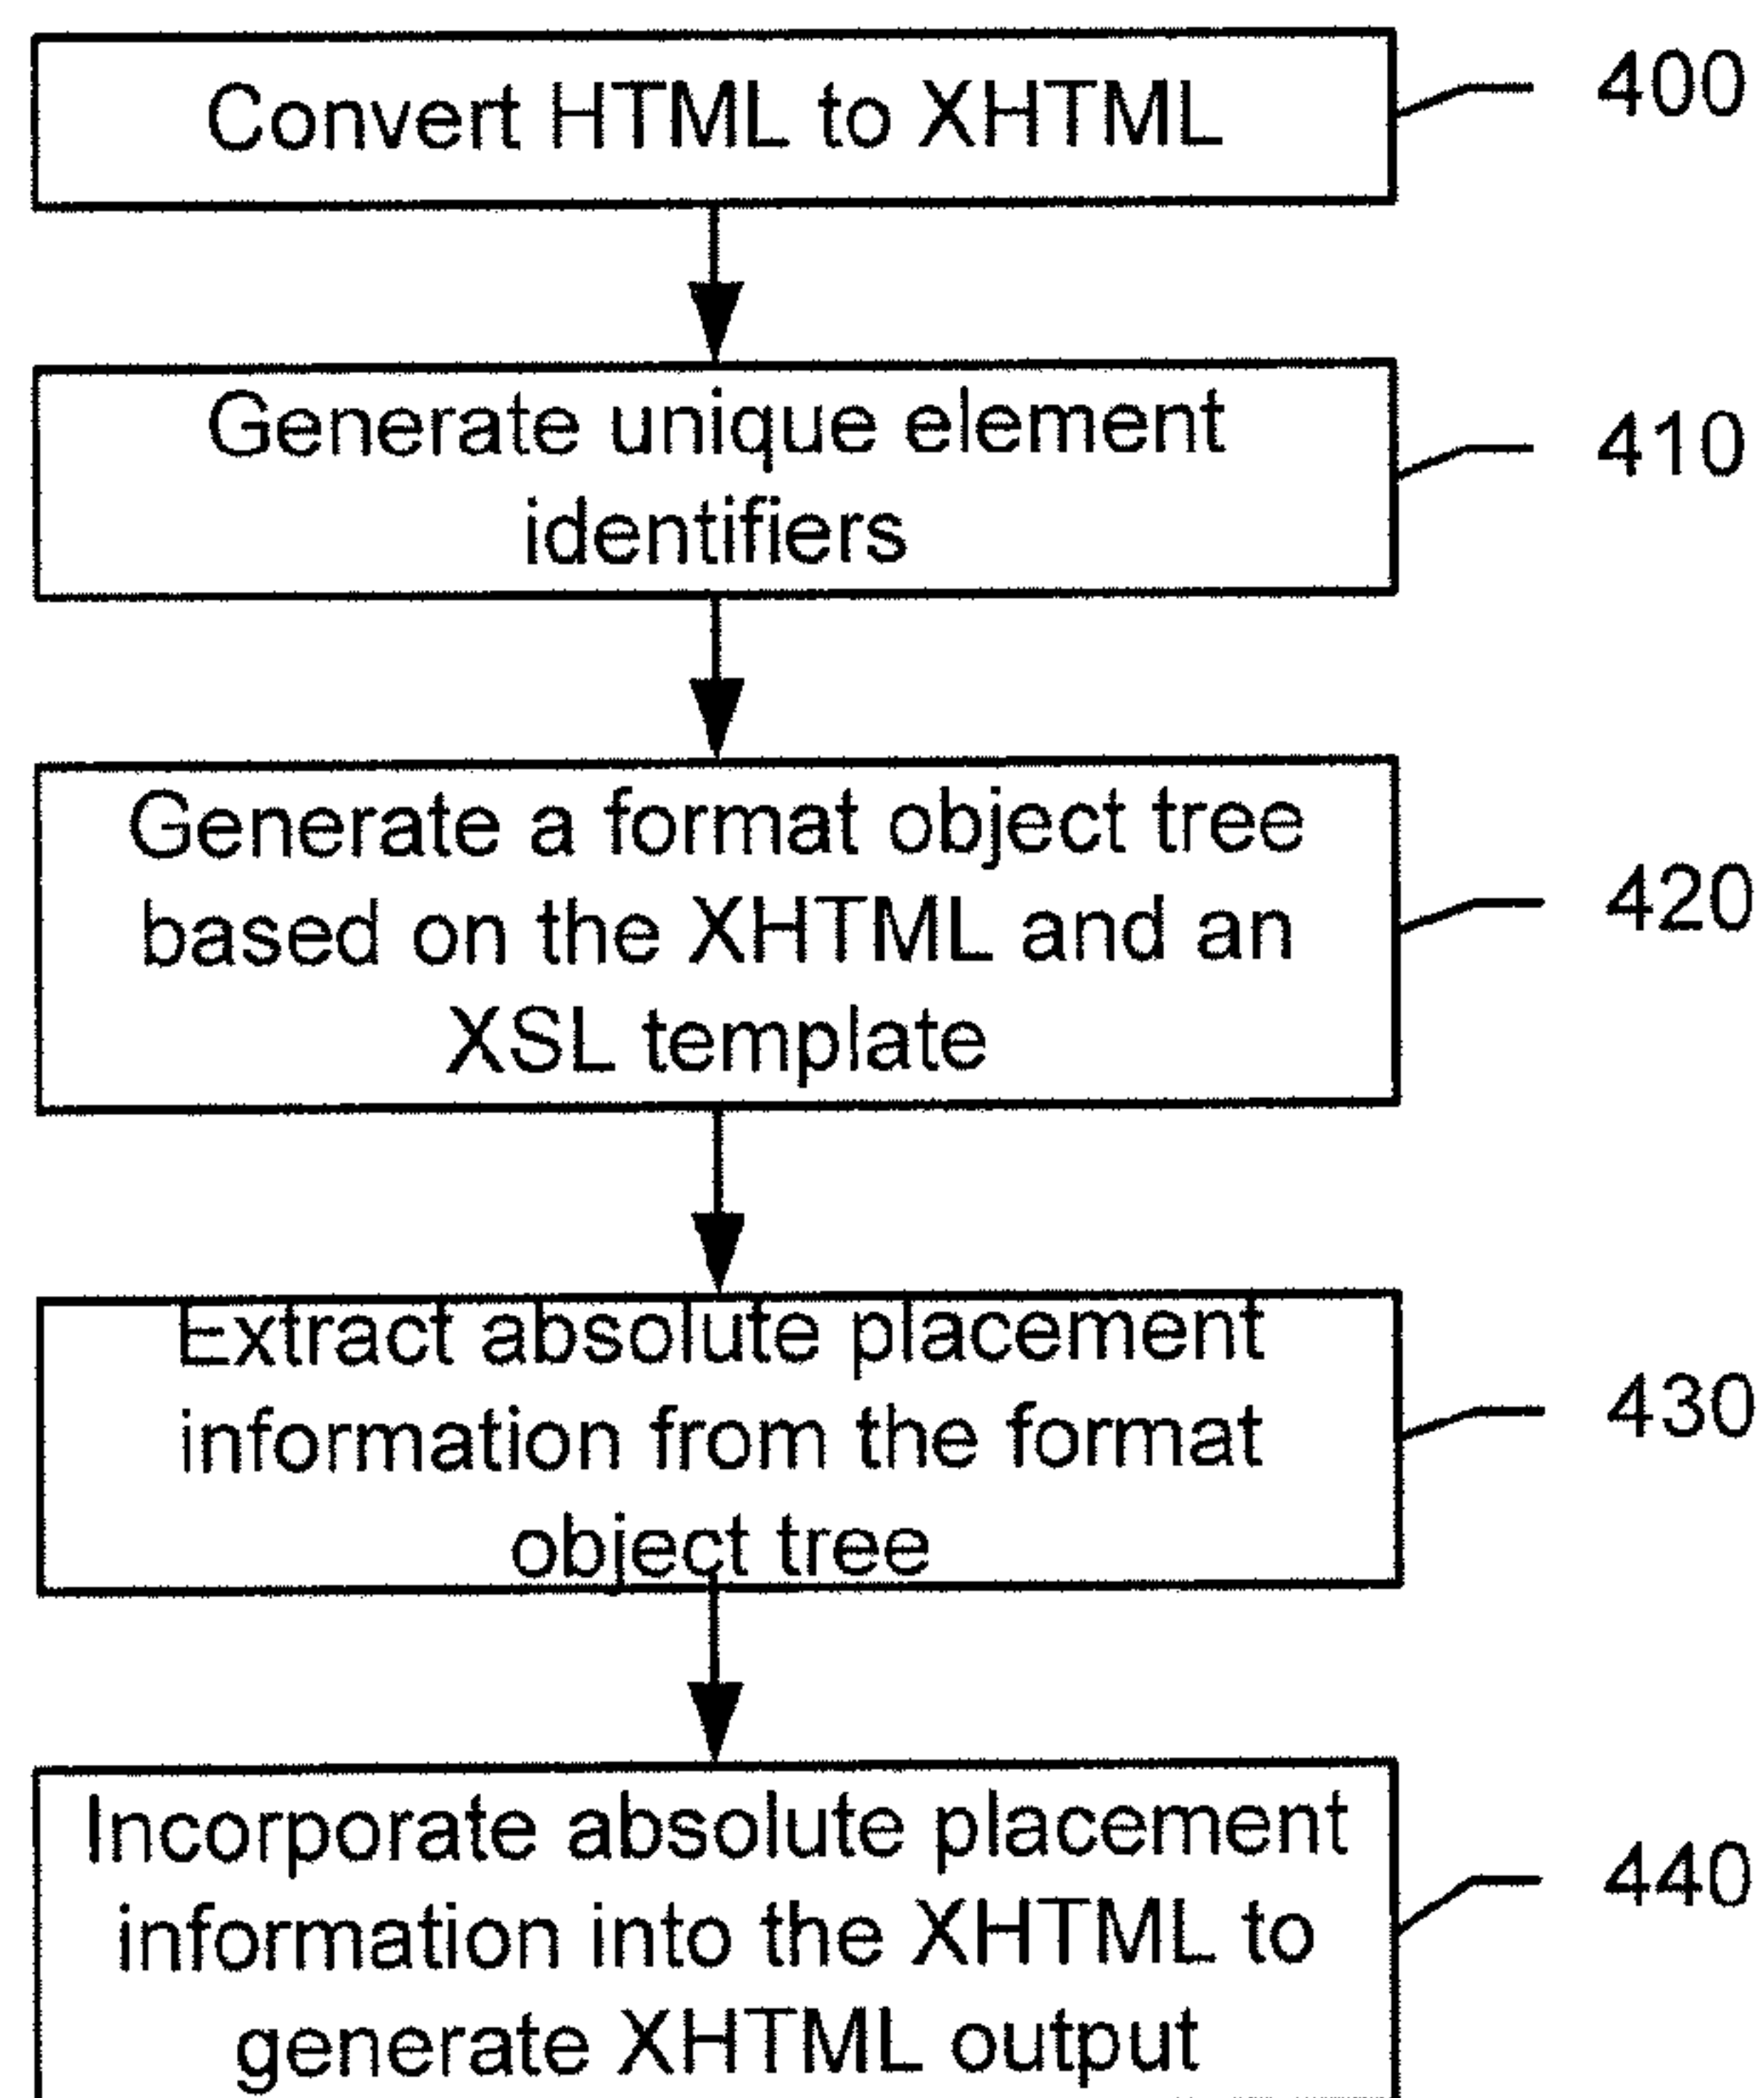 Convert HTML to XHTML
400
Generate unique element
identifiers
410
Generate a format object tree
based on the XHTML and an
XSL template
420
Extract absolute placement
information from the format
object tree
430
Incorporate absolute placement
information into the XHTML to
generate XHTML output
440